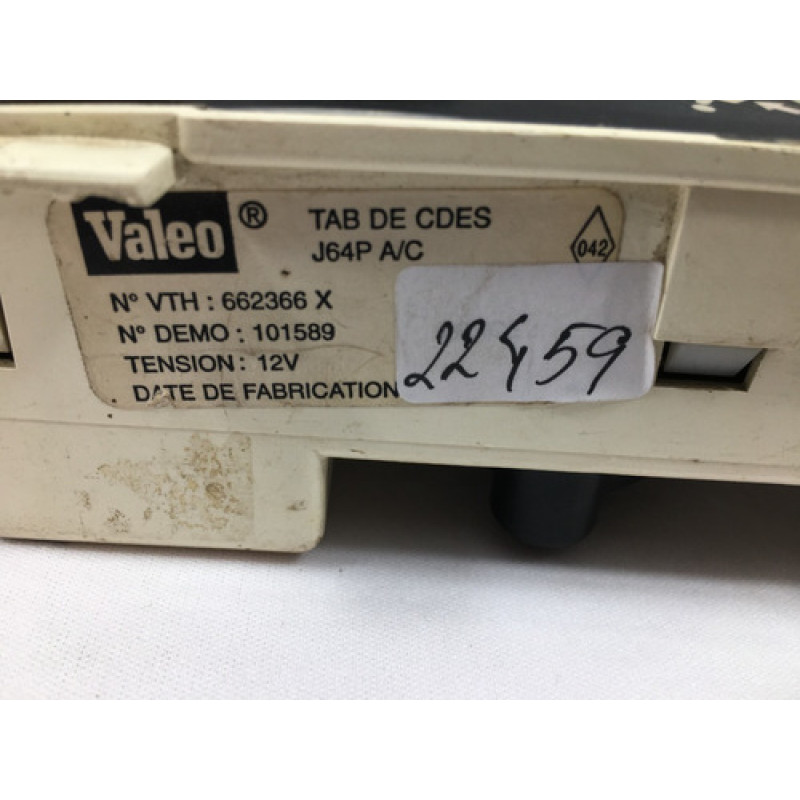 Valeo®
TAB DE CDES
J64P A/C
042
N° VTH : 662366 X
N° DEMO : 101589
TENSION : 12V
DATE DE FABRICATION
22459